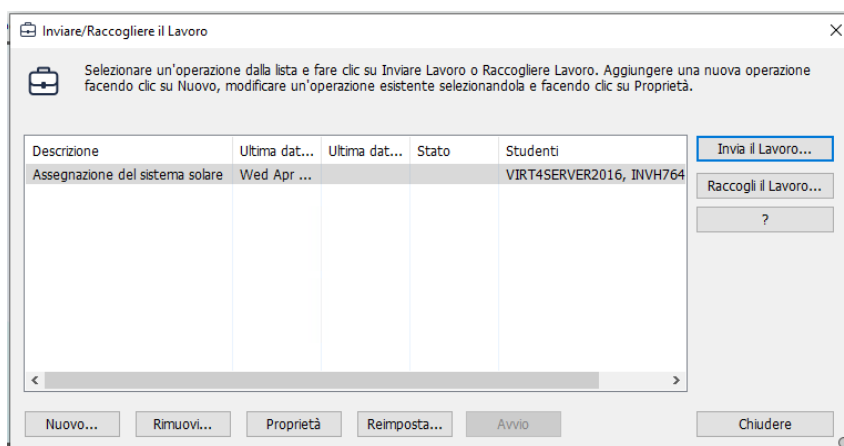 Inviare/Raccogliere il Lavoro
Selezionare un'operazione dalla lista e fare clic su Inviare Lavoro o Raccogliere Lavoro. Aggiungere una nuova operazione
facendo clic su Nuovo, modificare un'operazione esistente selezionandola e facendo clic su Proprietà.
Descrizione Ultima dat... Ultima dat... Stato Studenti
Assegnazione del sistema solare Wed Apr ... VIRT4SERVER2016, INVH764
Invia il Lavoro...
Raccogli il Lavoro...
?
Nuovo... Rimuovi... Proprietà Reimposta... Avvio Chiudere